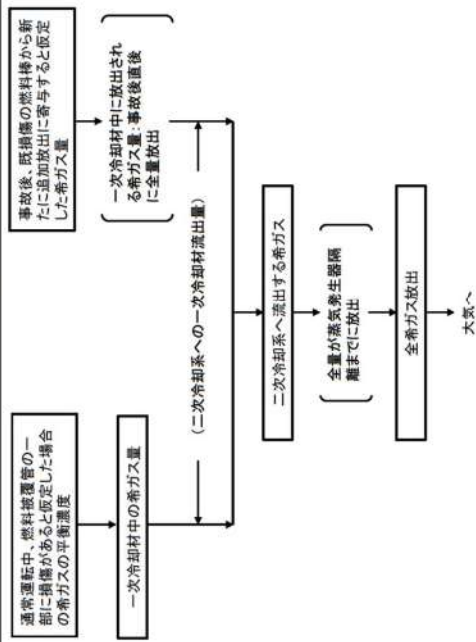 通常運転中、燃料被覆管の一
部に損傷があると仮定した場合
の希ガスの平衡濃度
一次冷却材中の希ガス量
事故後、既損傷の燃料棒から新
たに追加放出に寄与すると仮定
した希ガス量
一次冷却材中に放出され
る希ガス量：事故後直後
に全量放出
（二次冷却系への一次冷却材流出量）
二次冷却系へ流出する希ガス
全量が蒸気発生器隔
離までに放出
全希ガス放出
大気へ